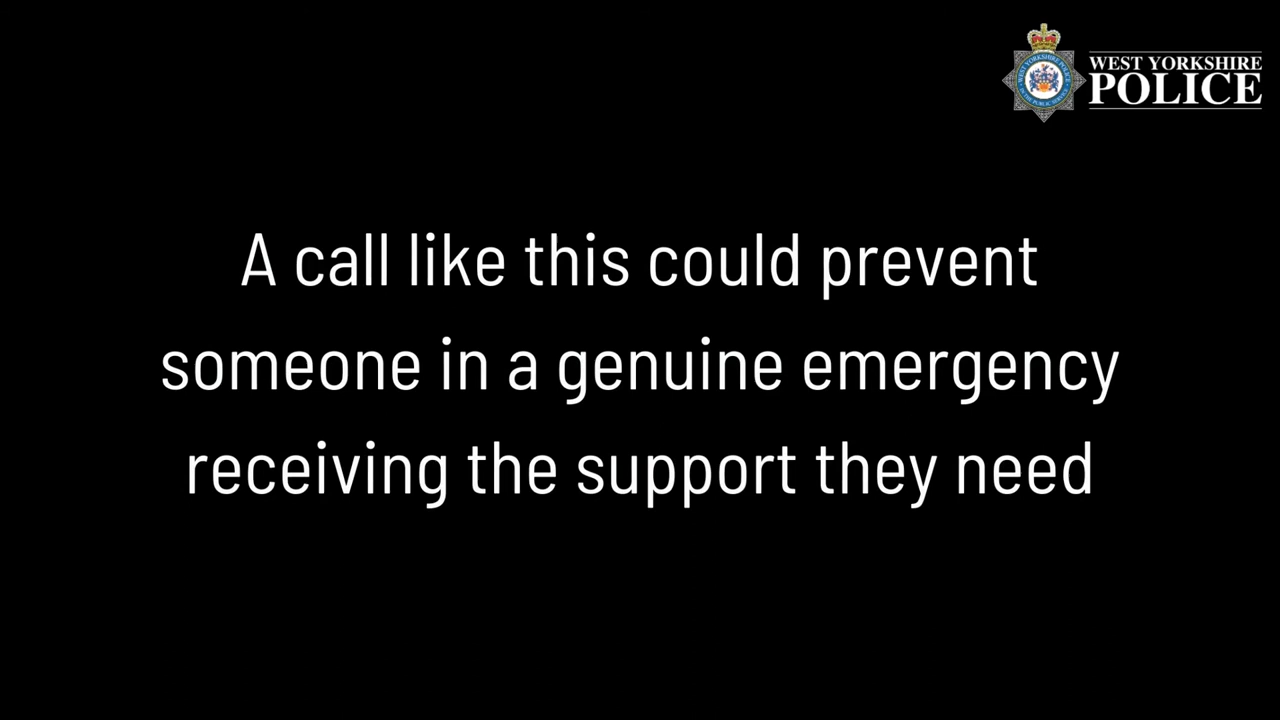 WEST YORKSHIRE
POLICE
A call like this could prevent
someone in a genuine emergency
receiving the support they need